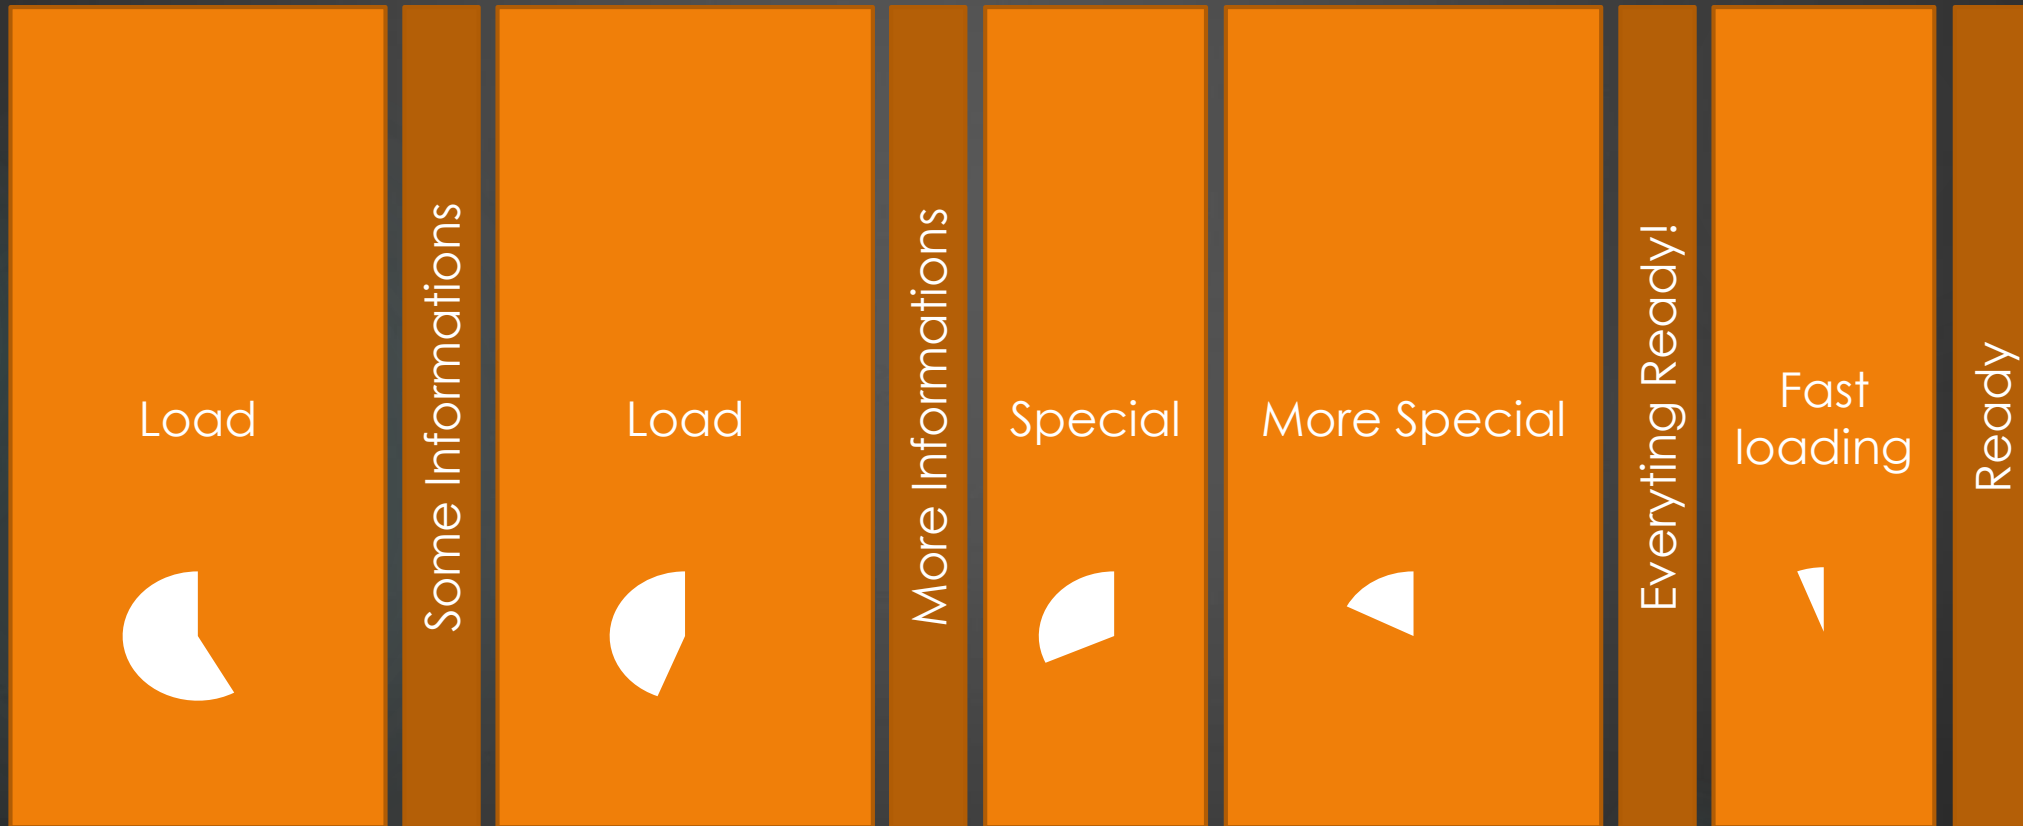 Load
Some Informations
Load
More Informations
Special
More Special
Everyting Ready!
Fast
loading
Ready